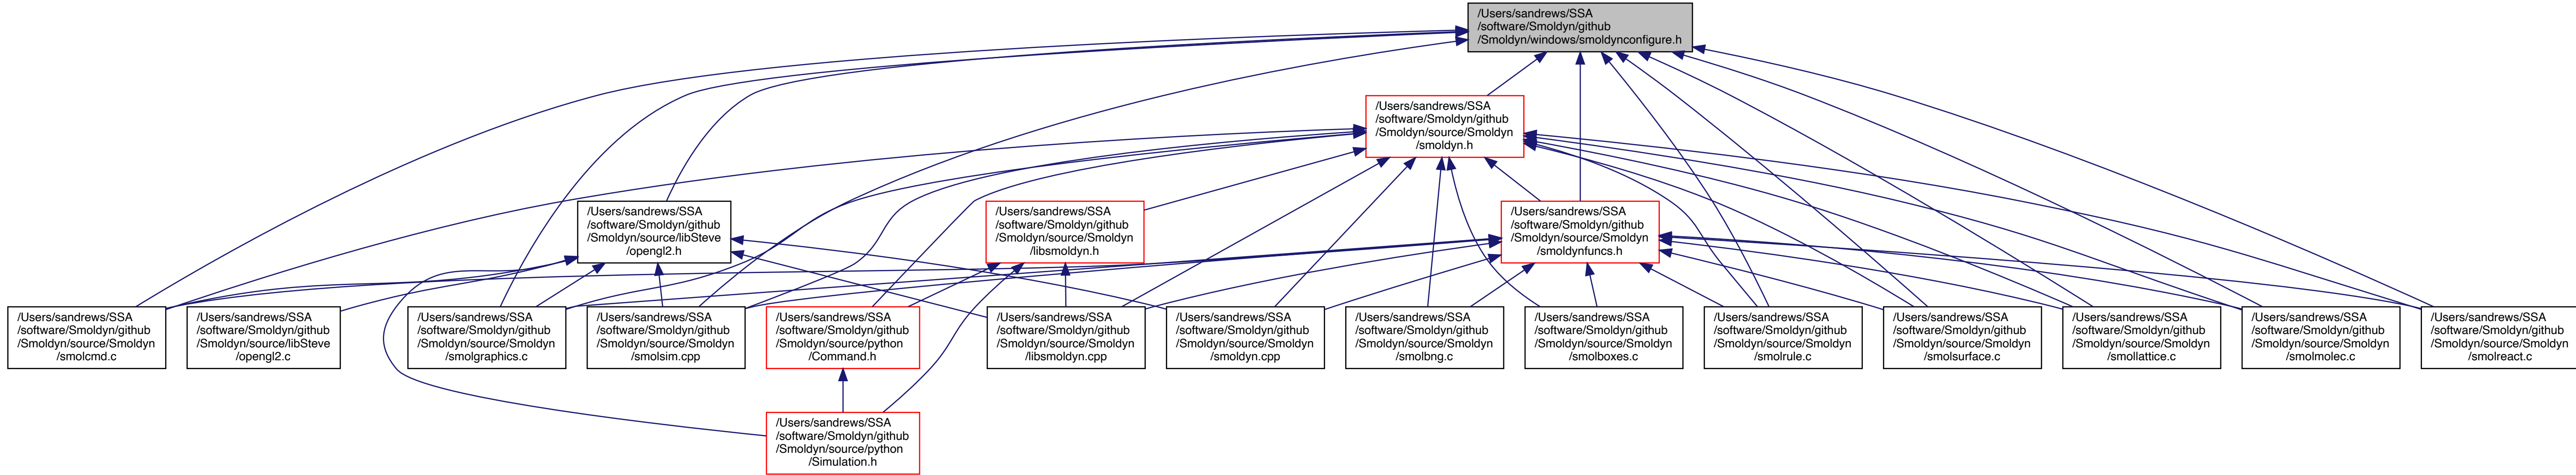 /Users/sandrews/SSA
/software/Smoldyn/github
/Smoldyn/windows/smoldynconfigure.h
/Users/sandrews/SSA
/software/Smoldyn/github
/Smoldyn/source/Smoldyn
/smoldyn.h
/Users/sandrews/SSA
/software/Smoldyn/github
/Smoldyn/source/libSteve
/opengl2.h
/Users/sandrews/SSA
/software/Smoldyn/github
/Smoldyn/source/Smoldyn
/libsmoldyn.h
/Users/sandrews/SSA
/software/Smoldyn/github
/Smoldyn/source/Smoldyn
/smoldynfuncs.h
/Users/sandrews/SSA
/software/Smoldyn/github
/Smoldyn/source/Smoldyn
/smolcmd.c
/Users/sandrews/SSA
/software/Smoldyn/github
/Smoldyn/source/libSteve
/opengl2.c
/Users/sandrews/SSA
/software/Smoldyn/github
/Smoldyn/source/Smoldyn
/smolgraphics.c
/Users/sandrews/SSA
/software/Smoldyn/github
/Smoldyn/source/Smoldyn
/smolsim.cpp
/Users/sandrews/SSA
/software/Smoldyn/github
/Smoldyn/source/python
/Command.h
/Users/sandrews/SSA
/software/Smoldyn/github
/Smoldyn/source/Smoldyn
/libsmoldyn.cpp
/Users/sandrews/SSA
/software/Smoldyn/github
/Smoldyn/source/Smoldyn
/smoldyn.cpp
/Users/sandrews/SSA
/software/Smoldyn/github
/Smoldyn/source/Smoldyn
/smolbng.c
/Users/sandrews/SSA
/software/Smoldyn/github
/Smoldyn/source/Smoldyn
/smolboxes.c
/Users/sandrews/SSA
/software/Smoldyn/github
/Smoldyn/source/Smoldyn
/smolrule.c
/Users/sandrews/SSA
/software/Smoldyn/github
/Smoldyn/source/Smoldyn
/smolsurface.c
/Users/sandrews/SSA
/software/Smoldyn/github
/Smoldyn/source/Smoldyn
/smollattice.c
/Users/sandrews/SSA
/software/Smoldyn/github
/Smoldyn/source/Smoldyn
/smolmolec.c
/Users/sandrews/SSA
/software/Smoldyn/github
/Smoldyn/source/Smoldyn
/smolreact.c
/Users/sandrews/SSA
/software/Smoldyn/github
/Smoldyn/source/python
/Simulation.h